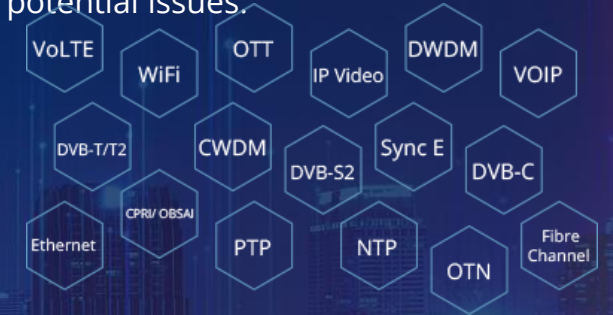 potential issues.
VoLTE
WiFi
OTT
IP Video
DWDM
VOIP
DVB-T/T2
CWDM
DVB-S2
Sync E
DVB-C
Ethernet
CPRI/ OBSAI
PTP
NTP
OTN
Fibre
Channel